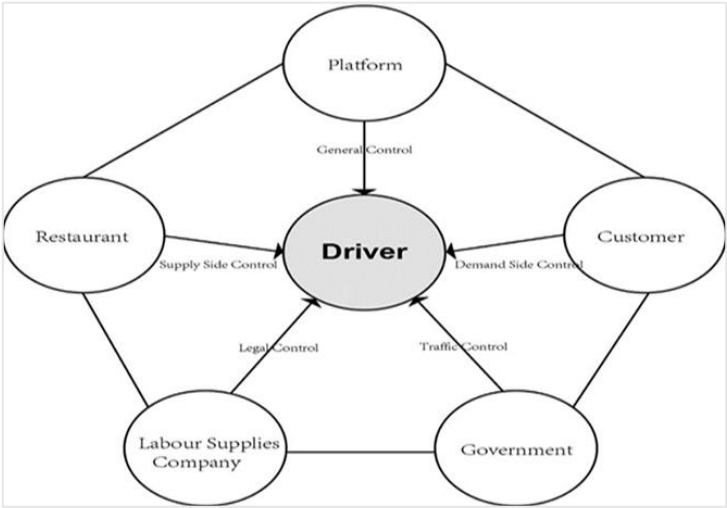 Platform
General Control
Restaurant
Driver
Customer
Supply Side Control
Demand Side Control
Legal Control
Traffic Control
Labour Supplies
Company
Government